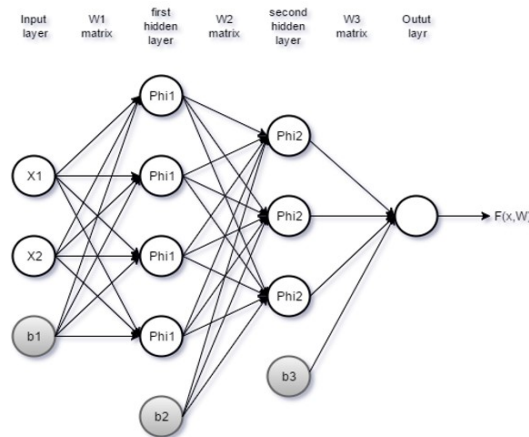 Input
layer
W1
matrix
first
hidden
layer
W2
matrix
second
hidden
layer
W3
matrix
Outut
layr
Phi1
Phi2
X1
Phi1
Phi2
F(x,W)
X2
Phi1
Phi2
b1
Phi1
b3
b2